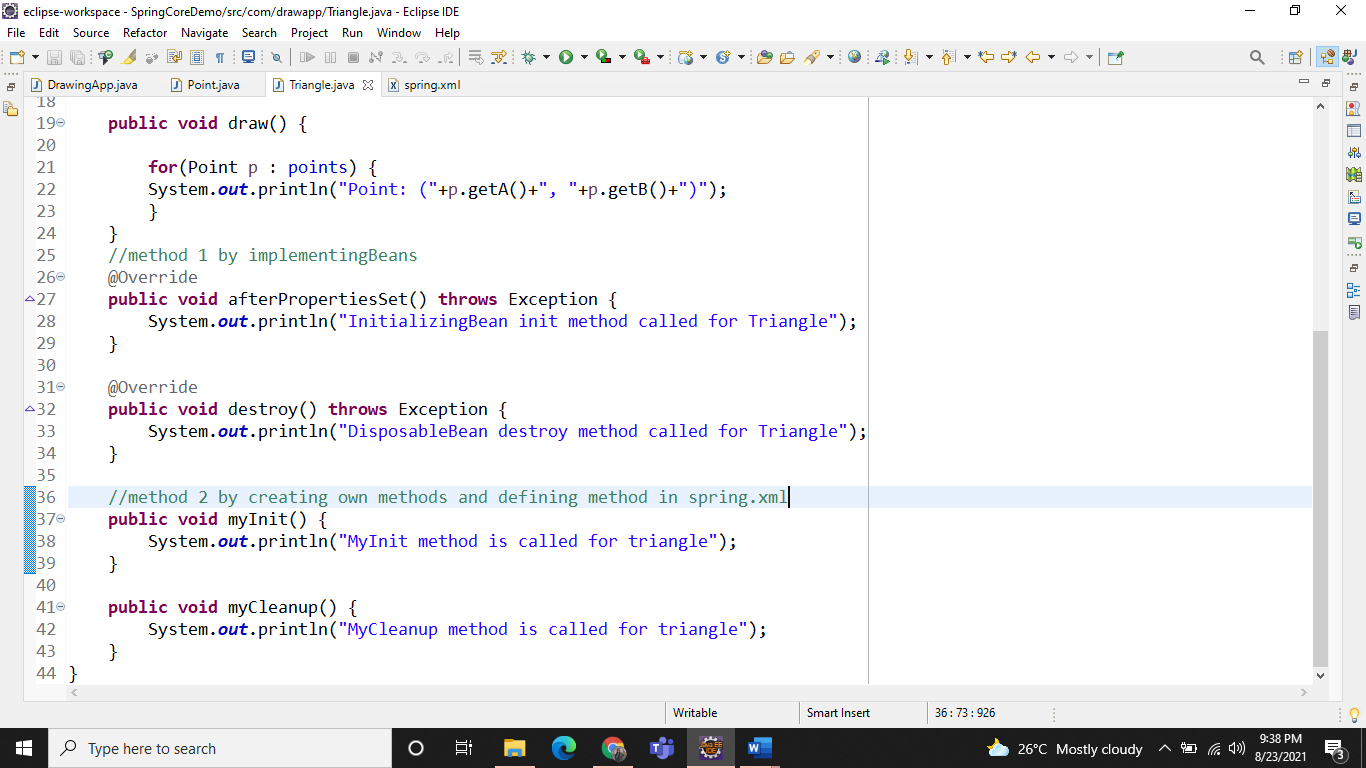 eclipse-workspace - SpringCoreDemo/src/com/drawapp/Triangle.java - Eclipse IDE
File Edit Source Refactor Navigate Search Project Run Window Help
DrawingApp.java Point.java Triangle.java spring.xml
18
19 public void draw() {
20
21 for(Point p : points) {
22 System.out.println("Point: ("+p.getA()+", "+p.getB()+")");
23 }
24 }
25 //method 1 by implementingBeans
26 @Override
27 public void afterPropertiesSet() throws Exception {
28 System.out.println("InitializingBean init method called for Triangle");
29 }
30
31 @Override
32 public void destroy() throws Exception {
33 System.out.println("DisposableBean destroy method called for Triangle");
34 }
35
36 //method 2 by creating own methods and defining method in spring.xml
37 public void myInit() {
38 System.out.println("MyInit method is called for triangle");
39 }
40
41 public void myCleanup() {
42 System.out.println("MyCleanup method is called for triangle");
43 }
44 }
Writable Smart Insert 36 : 73 : 926
Type here to search
26°C Mostly cloudy
9:38 PM
8/23/2021
3